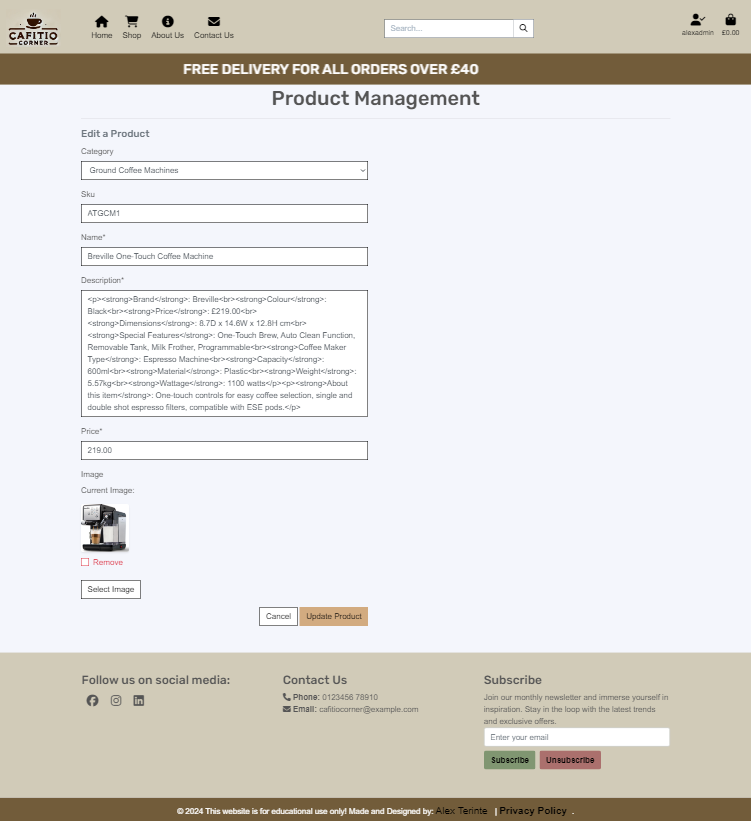 CAFITIO
CORNER
Home
Shop
About Us
Contact Us
Search...
alexadmin
£0.00
FREE DELIVERY FOR ALL ORDERS OVER £40
Product Management
Edit a Product
Category
Ground Coffee Machines
Sku
ATGCM1
Name*
Breville One-Touch Coffee Machine
Description*
<p><strong>Brand</strong>: Breville<br><strong>Colour</strong>:
Black<br><strong>Price</strong>: £219.00<br>
<strong>Dimensions</strong>: 8.7D x 14.6W x 12.8H cm<br>
<strong>Special Features</strong>: One-Touch Brew, Auto Clean Function,
Removable Tank, Milk Frother, Programmable<br><strong>Coffee Maker
Type</strong>: Espresso Machine<br><strong>Capacity</strong>:
600ml<br><strong>Material</strong>: Plastic<br><strong>Weight</strong>:
5.57kg<br><strong>Wattage</strong>: 1100 watts</p><p><strong>About
this item</strong>: One-touch controls for easy coffee selection, single and
double shot espresso filters, compatible with ESE pods.</p>
Price*
219.00
Image
Current Image:
Remove
Select Image
Cancel
Update Product
Follow us on social media:
Contact Us
Phone: 0123456 78910
Email: cafitiocorner@example.com
Subscribe
Join our monthly newsletter and immerse yourself in
inspiration. Stay in the loop with the latest trends
and exclusive offers.
Enter your email
Subscribe
Unsubscribe
© 2024 This website is for educational use only! Made and Designed by: Alex Terinte | Privacy Policy .